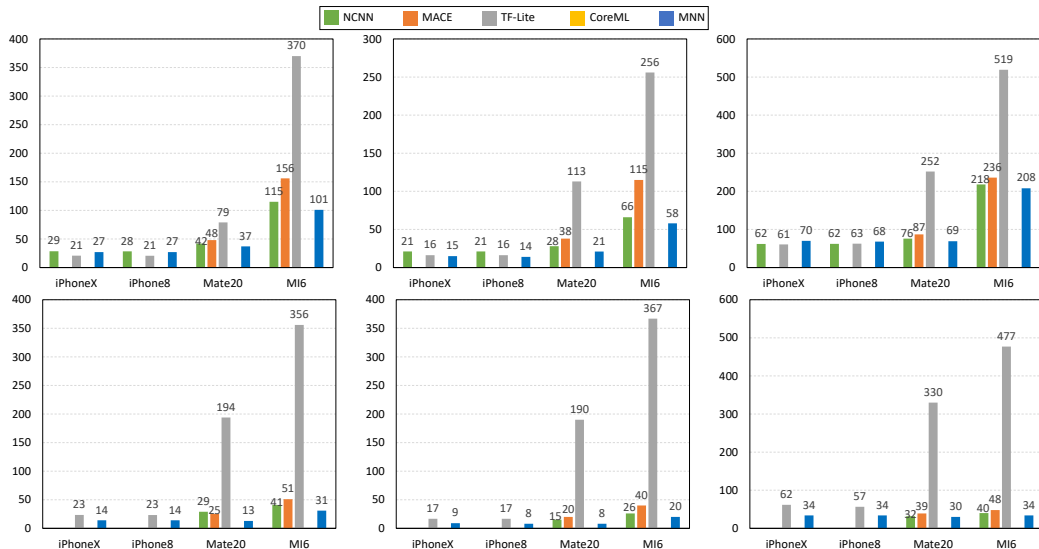 NCNN MACE TF-Lite CoreML MNN
400 350 300 250 200 150 100 50 0
29 21 27 28 21 27 42 48 79 37 115 156 370 101
iPhoneX iPhone8 Mate20 MI6
300 250 200 150 100 50 0
21 16 15 21 16 14 28 38 113 21 66 115 256 58
iPhoneX iPhone8 Mate20 MI6
600 500 400 300 200 100 0
62 61 70 62 63 68 76 87 252 69 218 236 519 208
iPhoneX iPhone8 Mate20 MI6
400 350 300 250 200 150 100 50 0
23 14 23 14 29 25 194 13 41 51 356 31
iPhoneX iPhone8 Mate20 MI6
400 350 300 250 200 150 100 50 0
17 9 17 8 15 20 190 8 26 40 367 20
iPhoneX iPhone8 Mate20 MI6
600 500 400 300 200 100 0
62 34 57 34 32 39 330 30 40 48 477 34
iPhoneX iPhone8 Mate20 MI6